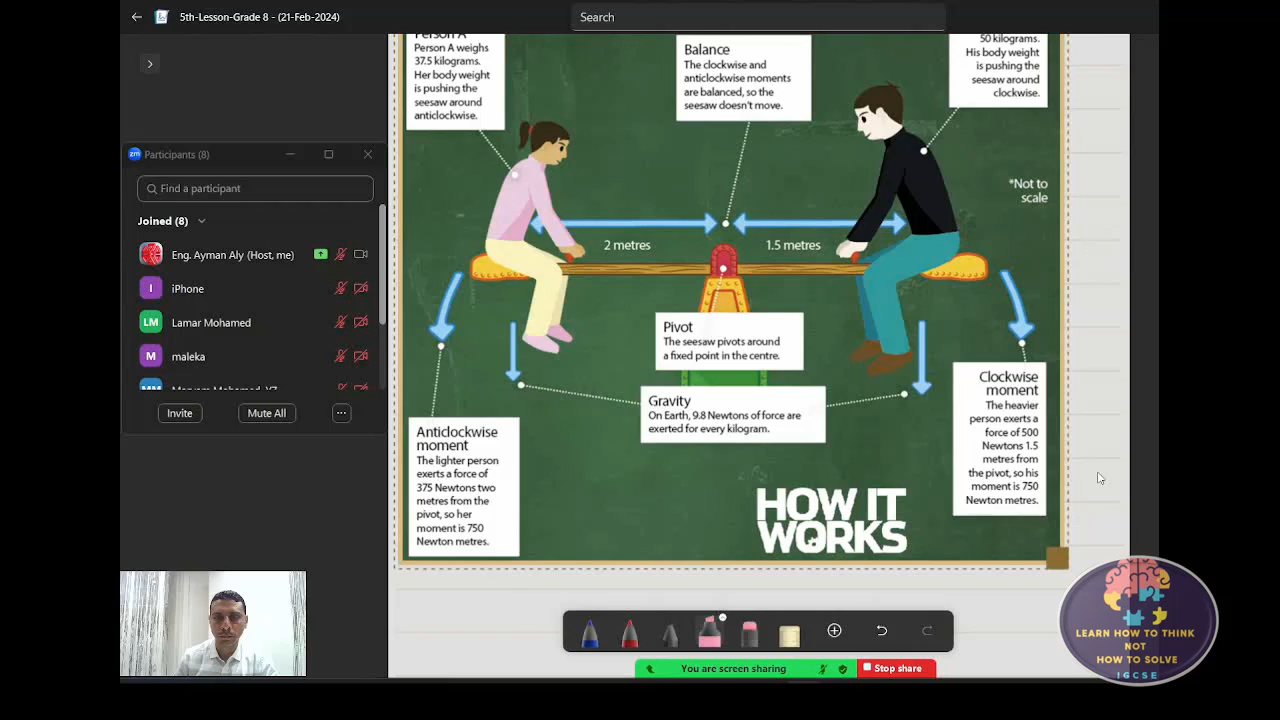 5th-Lesson-Grade 8 - (21-Feb-2024)
Search
Participants (8)
Find a participant
Joined (8)
Eng. Ayman Aly (Host, me)
I
iPhone
LM
Lamar Mohamed
M
maleka
Invite
Mute All
...
Person A
Person A weighs
37.5 kilograms.
Her body weight
is pushing the
seesaw around
anticlockwise.
Balance
The clockwise and
anticlockwise moments
are balanced, so the
seesaw doesn't move.
50 kilograms.
His body weight
is pushing the
seesaw around
clockwise.
*Not to
scale
2 metres
1.5 metres
Pivot
The seesaw pivots around
a fixed point in the centre.
Gravity
On Earth, 9.8 Newtons of force are
exerted for every kilogram.
Anticlockwise
moment
The lighter person
exerts a force of
375 Newtons two
metres from the
pivot, so her
moment is 750
Newton metres.
Clockwise
moment
The heavier
person exerts a
force of 500
Newtons 1.5
metres from
the pivot, so his
moment is 750
Newton metres.
HOW IT
WORKS
You are screen sharing
Stop share
LEARN HOW TO THINK
NOT
HOW TO SOLVE
IGCSE